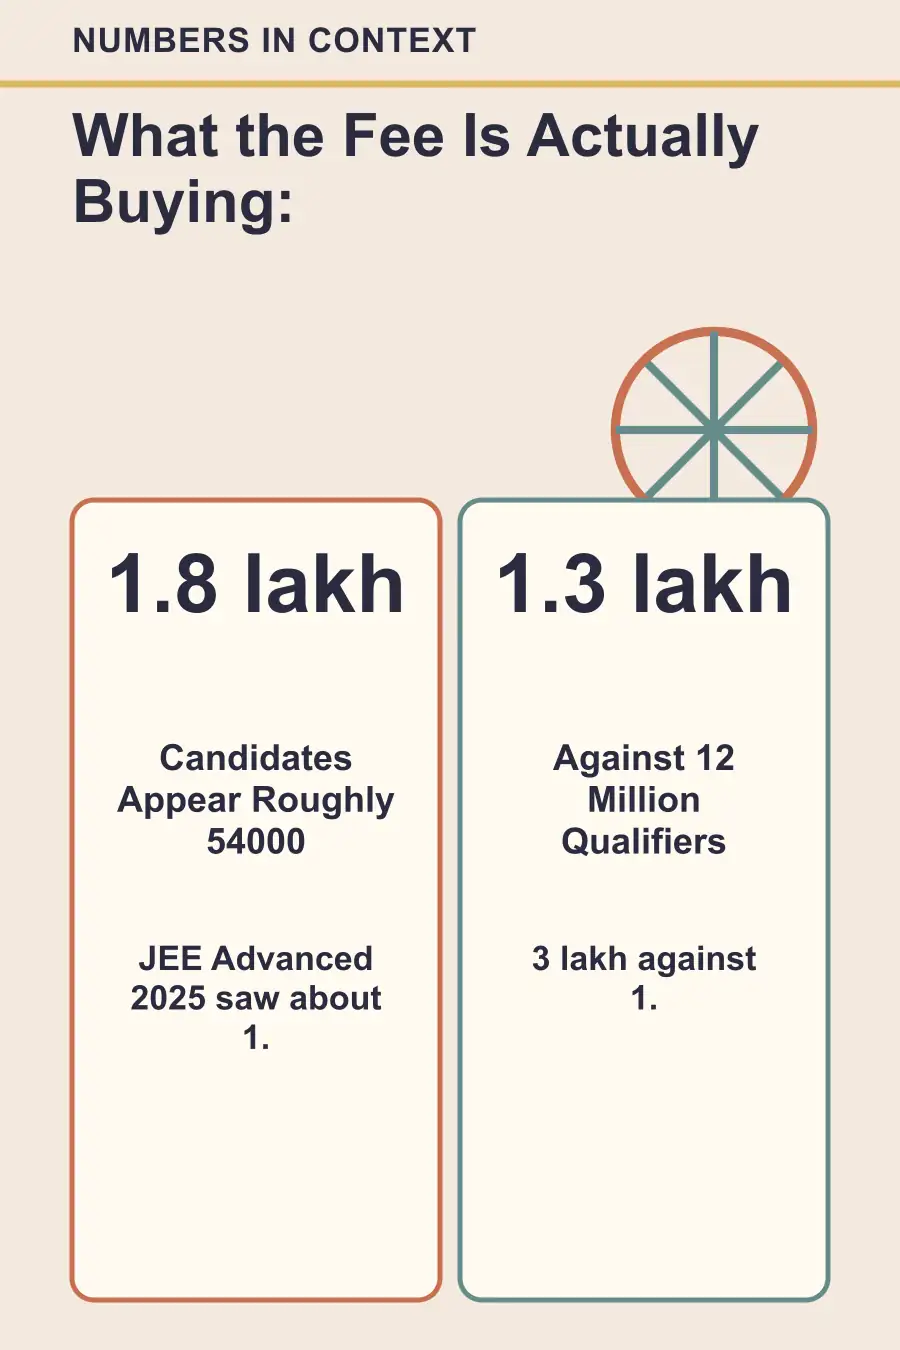 NUMBERS IN CONTEXT
What the Fee Is Actually
Buying:
1.8 lakh
Candidates
Appear Roughly
54000
JEE Advanced
2025 saw about
1.
1.3 lakh
Against 12
Million
Qualifiers
3 lakh against
1.